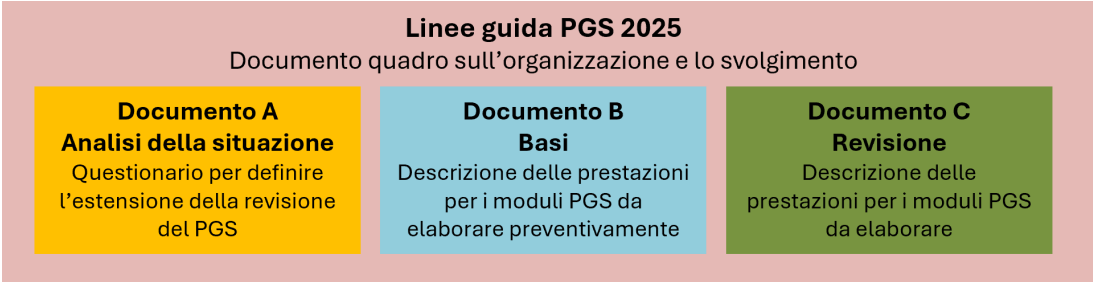 Linee guida PGS 2025
Documento quadro sull’organizzazione e lo svolgimento
Documento A
Analisi della situazione
Questionario per definire
l’estensione della revisione
del PGS
Documento B
Basi
Descrizione delle prestazioni
per i moduli PGS da
elaborare preventivamente
Documento C
Revisione
Descrizione delle
prestazioni per i moduli PGS
da elaborare